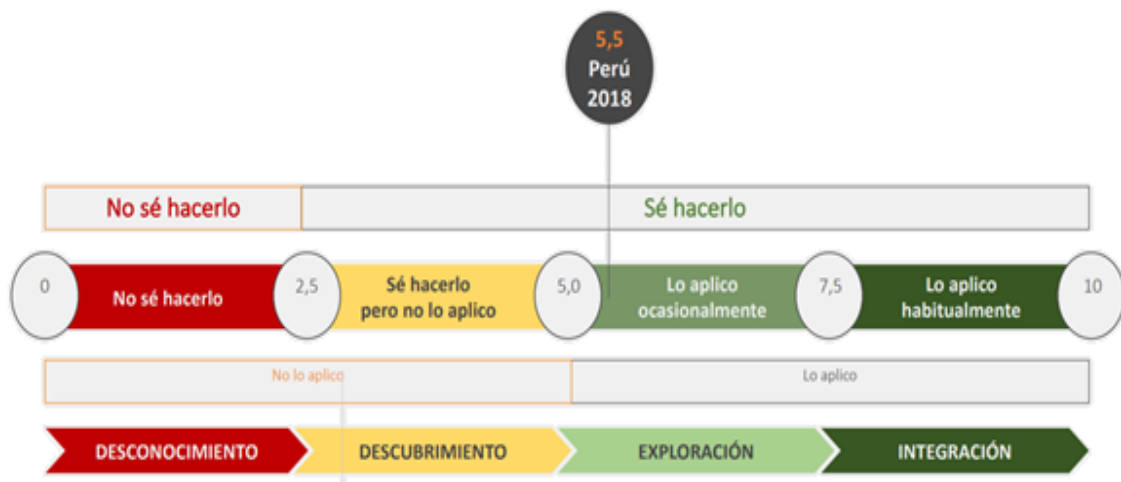 5,5
Perú
2018
No sé hacerlo
Sé hacerlo
0
No sé hacerlo
2,5
Sé hacerlo
pero no lo aplico
5,0
Lo aplico
ocasionalmente
7,5
Lo aplico
habitualmente
10
No lo aplico
Lo aplico
DESCONOCIMIENTO
DESCUBRIMIENTO
EXPLORACIÓN
INTEGRACIÓN